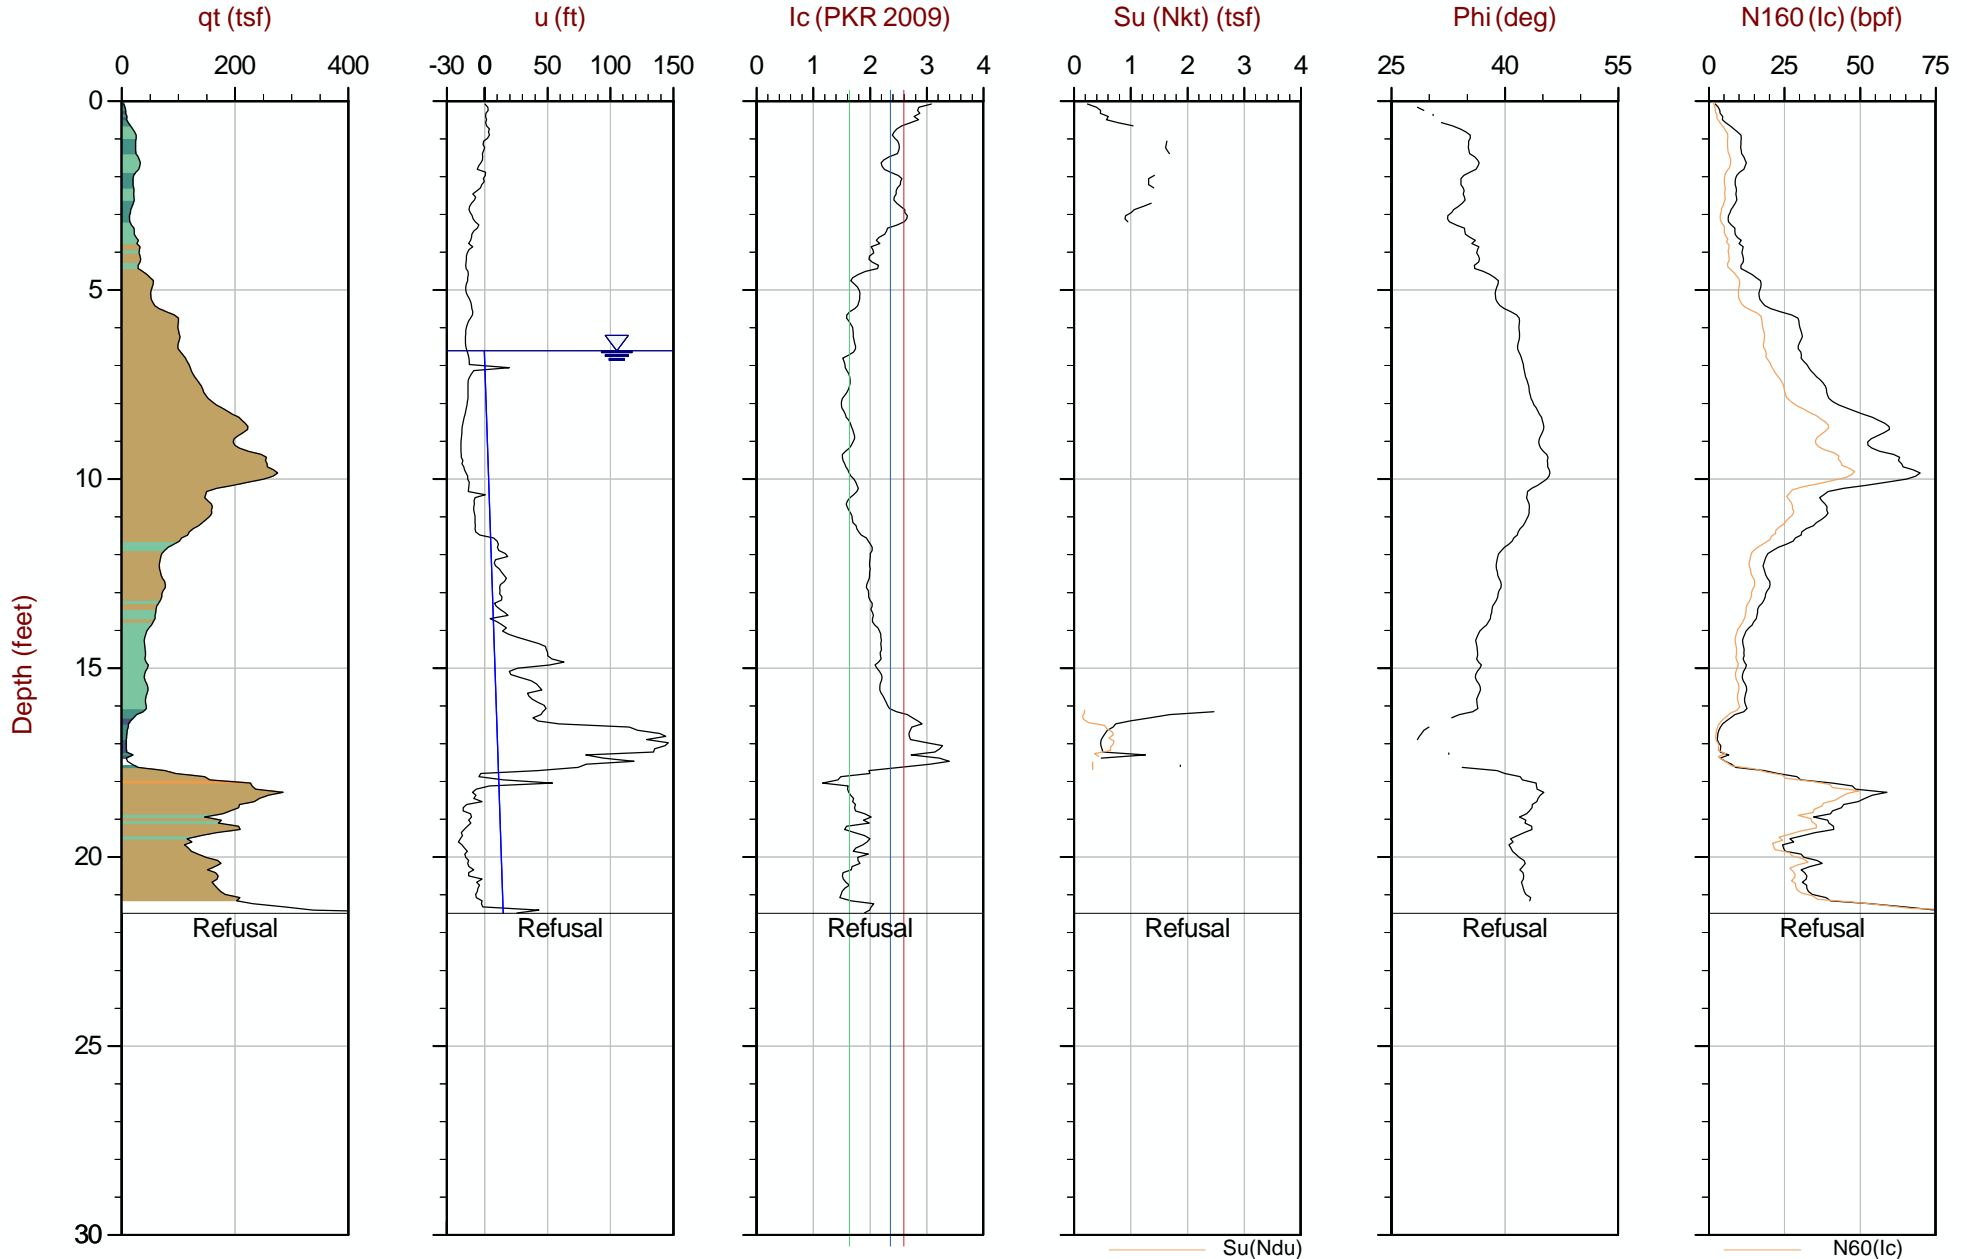 qt (tsf) u (ft) Ic (PKR 2009) Su (Nkt) (tsf) Phi (deg) N160 (Ic) (bpf)
0 200 400 -30 0 50 100 150 0 1 2 3 4 0 1 2 3 4 25 40 55 0 25 50 75
0
5
10
15
20
Refusal Refusal Refusal Refusal Refusal Refusal
25
30
Depth (feet)
Su(Ndu) N60(Ic)